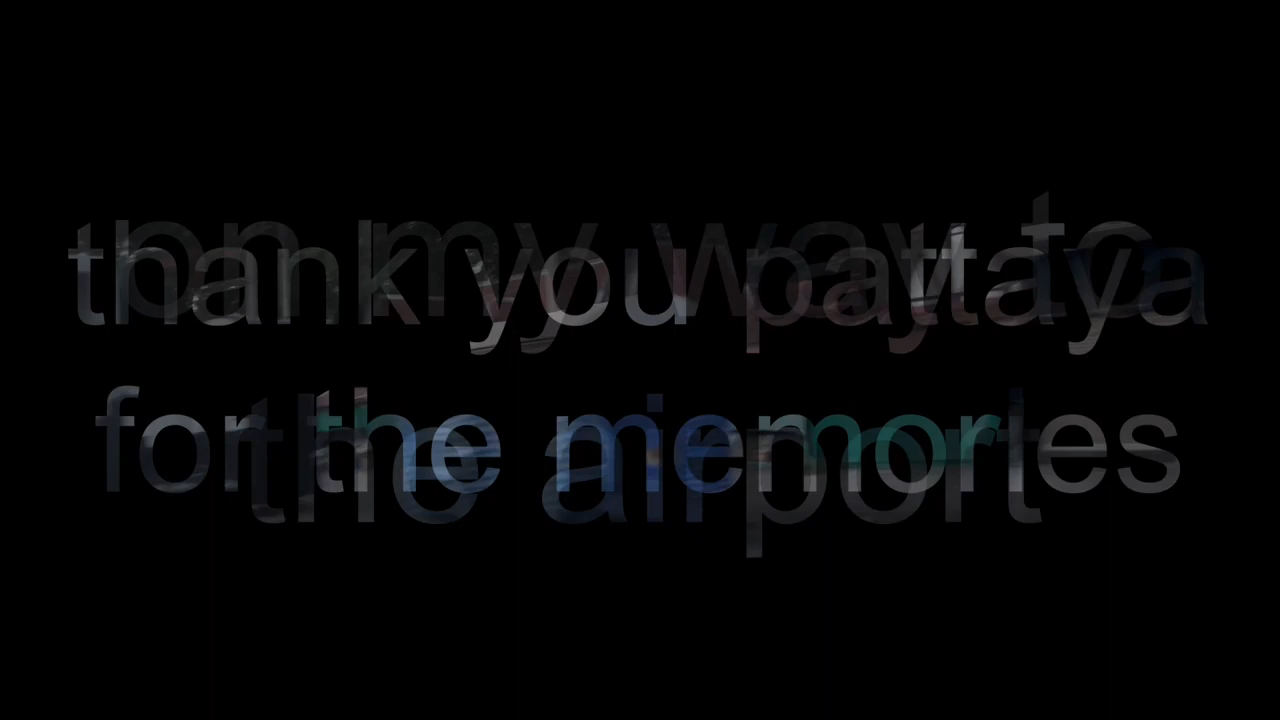 thank you pattaya
for the memories
on my way to
the airport